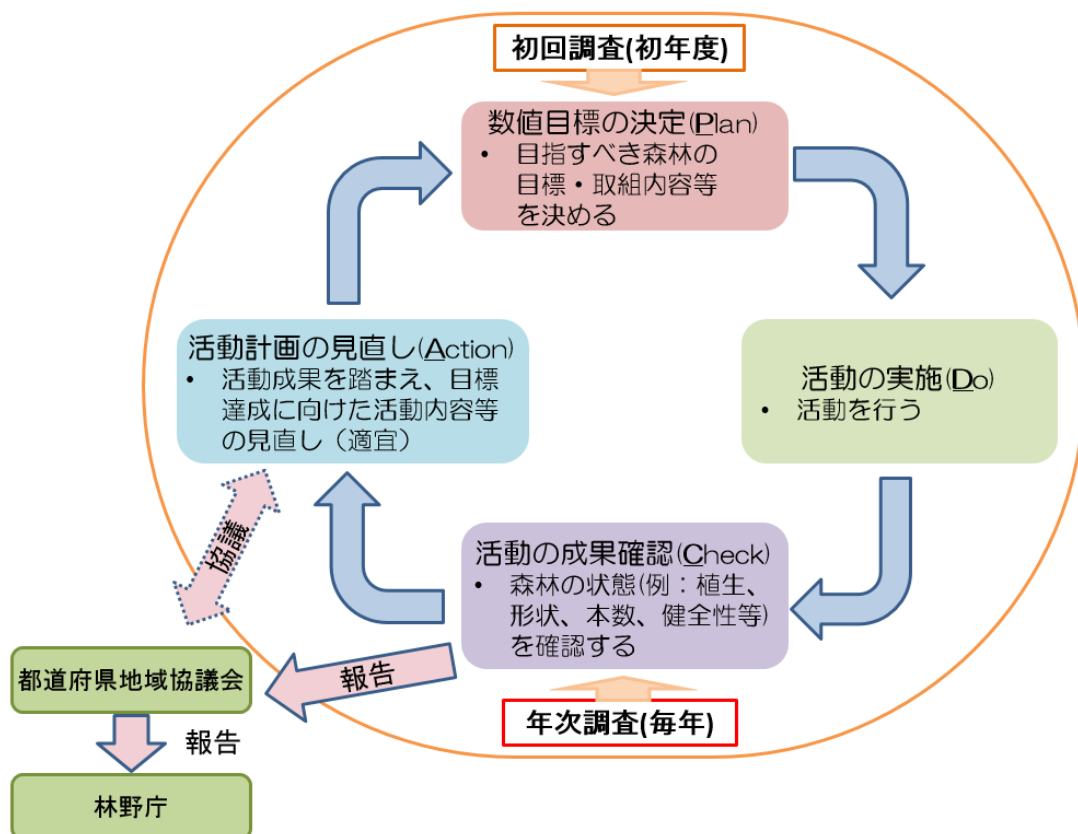 初回調査(初年度)
数値目標の決定(Plan)
• 目指すべき森林の
目標・取組内容等
を決める
活動計画の見直し(Action)
• 活動成果を踏まえ、目標
達成に向けた活動内容等
の見直し（適宜）
活動の実施(Do)
• 活動を行う
協議
活動の成果確認(Check)
• 森林の状態(例：植生、
形状、本数、健全性等)
を確認する
報告
都道府県地域協議会
年次調査(毎年)
報告
林野庁